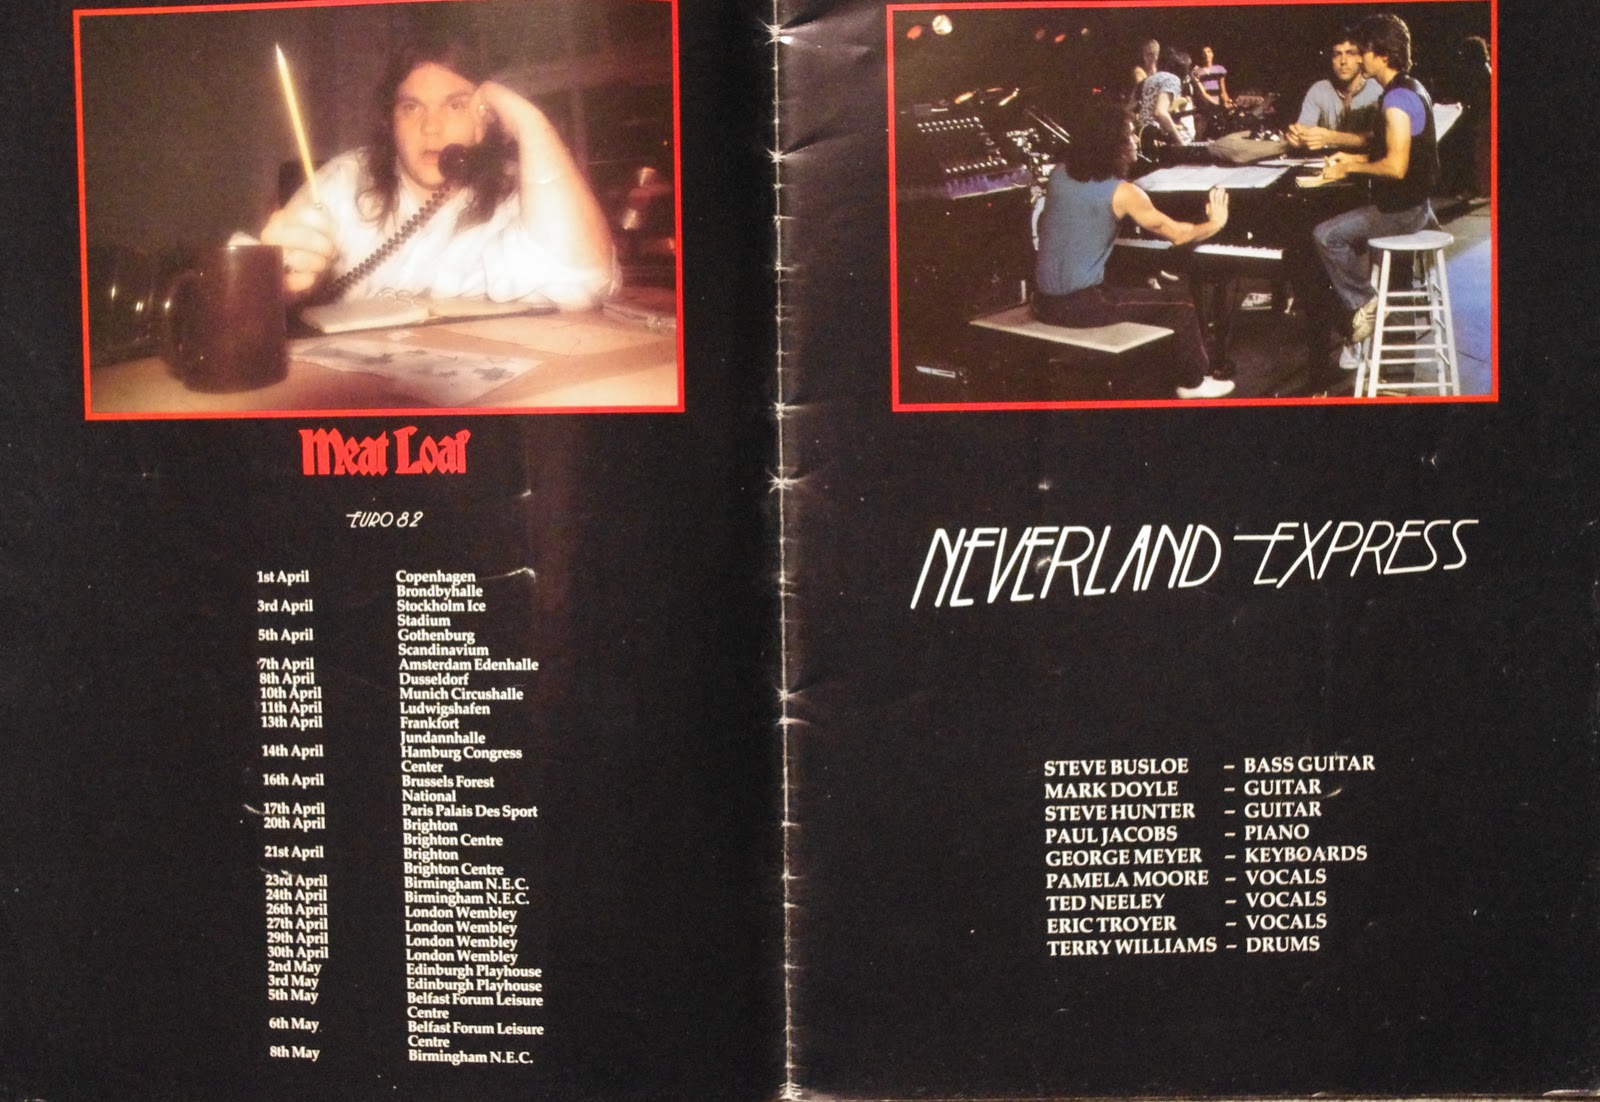 Meat Loaf
EURO 82
1st April Copenhagen
Brondbyhalle
3rd April Stockholm Ice
Stadium
5th April Gothenburg
Scandinavium
7th April Amsterdam Edenhalle
8th April Dusseldorf
10th April Munich Circushalle
11th April Ludwigshafen
13th April Frankfort
Jundannhalle
14th April Hamburg Congress
Center
16th April Brussels Forest
National
17th April Paris Palais Des Sport
20th April Brighton
Brighton Centre
21st April Brighton
Brighton Centre
23rd April Birmingham N.E.C.
24th April Birmingham N.E.C.
26th April London Wembley
27th April London Wembley
29th April London Wembley
30th April London Wembley
2nd May Edinburgh Playhouse
3rd May Edinburgh Playhouse
5th May Belfast Forum Leisure
Centre
6th May Belfast Forum Leisure
Centre
8th May Birmingham N.E.C.
NEVERLAND EXPRESS
STEVE BUSLOE – BASS GUITAR
MARK DOYLE – GUITAR
STEVE HUNTER – GUITAR
PAUL JACOBS – PIANO
GEORGE MEYER – KEYBOARDS
PAMELA MOORE – VOCALS
TED NEELEY – VOCALS
ERIC TROYER – VOCALS
TERRY WILLIAMS – DRUMS